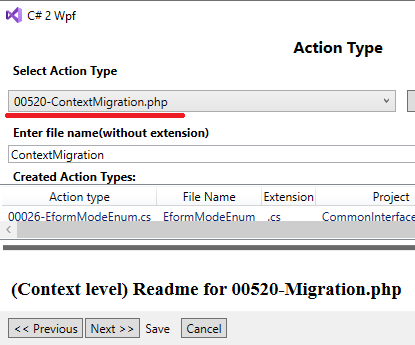 C# 2 Wpf
Action Type
Select Action Type
00520-ContextMigration.php
Enter file name(without extension)
ContextMigration
Created Action Types:
Action type File Name Extension Project
00026-EformModeEnum.cs EformModeEnum .cs CommonInterface
(Context level) Readme for 00520-Migration.php
<< Previous Next >> Save Cancel